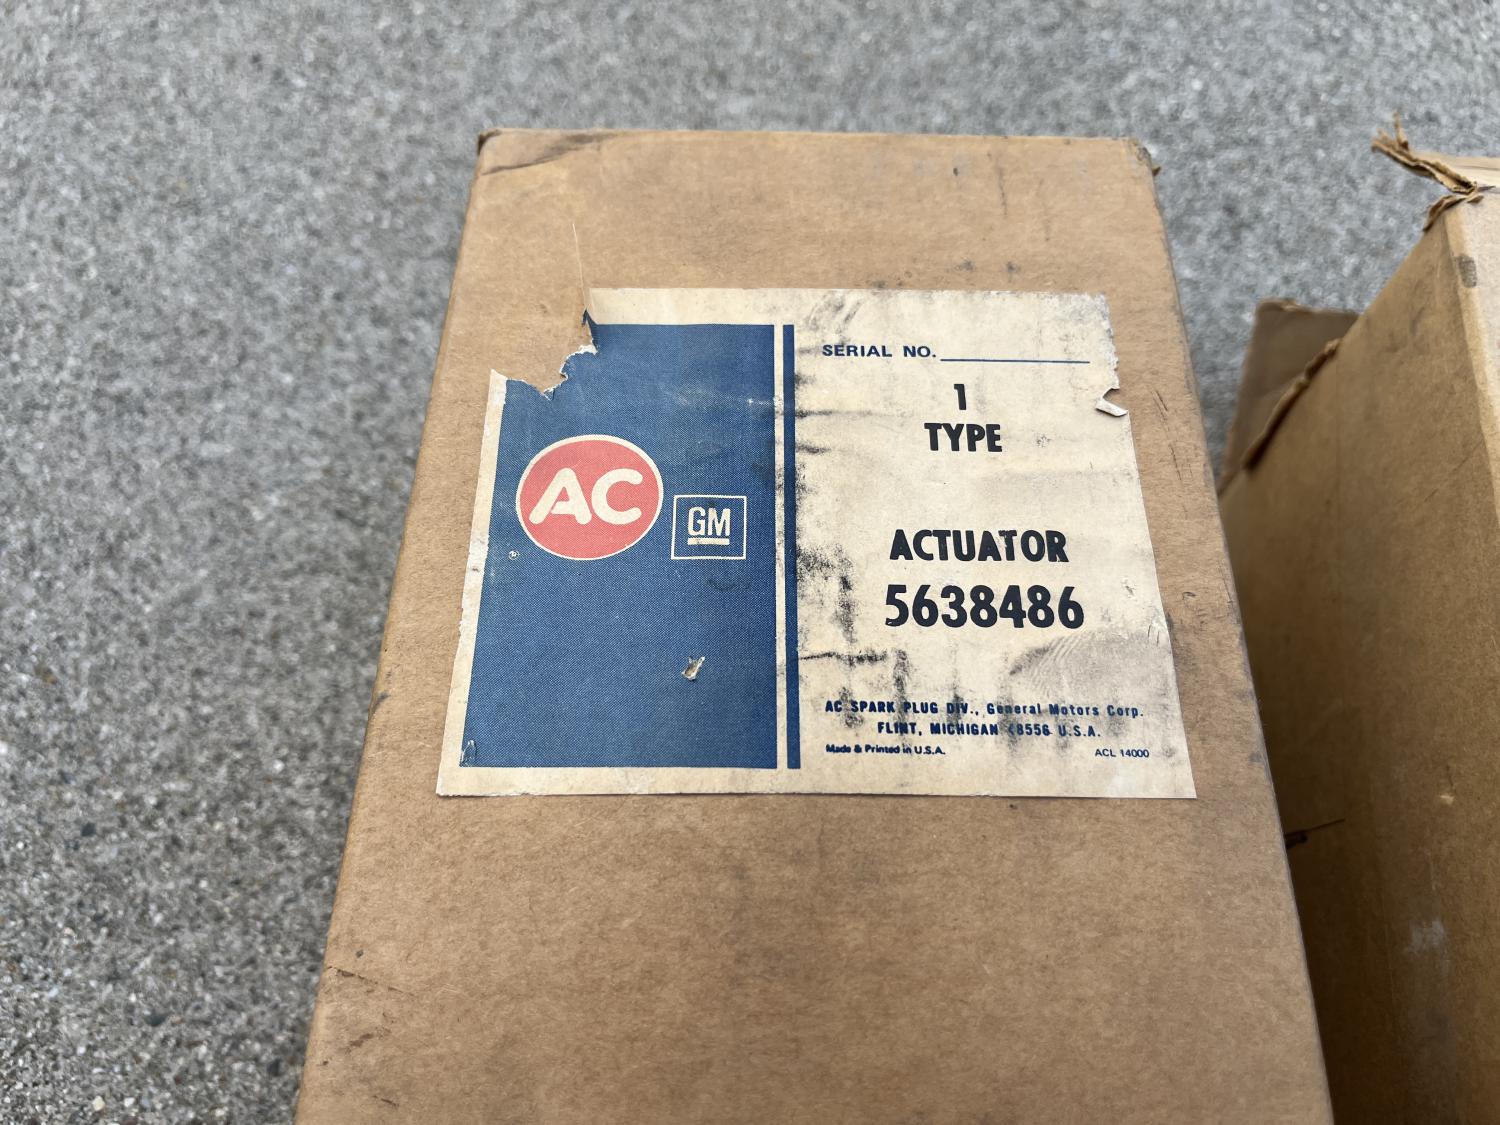 AC
GM
SERIAL NO.
1
TYPE
ACTUATOR
5638486
AC SPARK PLUG DIV., General Motors Corp.
FLINT, MICHIGAN 48556 U.S.A.
Made & Printed in U.S.A.
ACL 14000